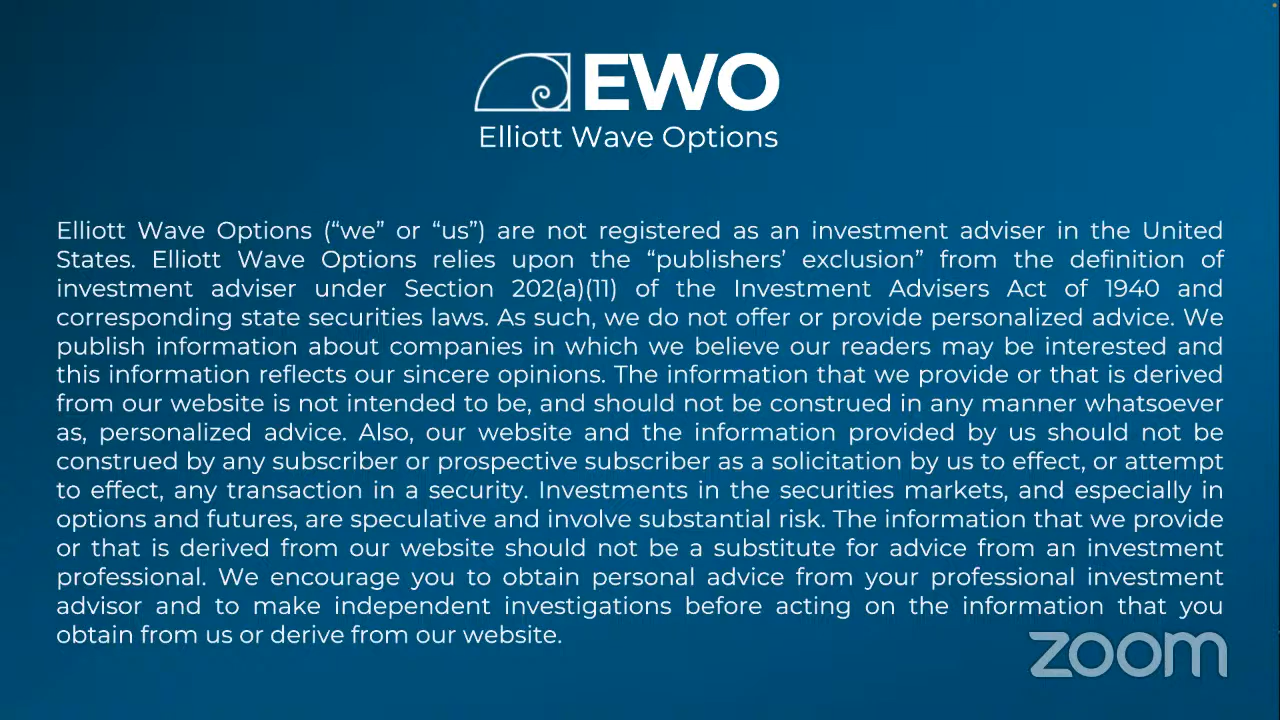 EWO
Elliott Wave Options
Elliott Wave Options (“we” or “us”) are not registered as an investment adviser in the United
States. Elliott Wave Options relies upon the “publishers’ exclusion” from the definition of
investment adviser under Section 202(a)(11) of the Investment Advisers Act of 1940 and
corresponding state securities laws. As such, we do not offer or provide personalized advice. We
publish information about companies in which we believe our readers may be interested and
this information reflects our sincere opinions. The information that we provide or that is derived
from our website is not intended to be, and should not be construed in any manner whatsoever
as, personalized advice. Also, our website and the information provided by us should not be
construed by any subscriber or prospective subscriber as a solicitation by us to effect, or attempt
to effect, any transaction in a security. Investments in the securities markets, and especially in
options and futures, are speculative and involve substantial risk. The information that we provide
or that is derived from our website should not be a substitute for advice from an investment
professional. We encourage you to obtain personal advice from your professional investment
advisor and to make independent investigations before acting on the information that you
obtain from us or derive from our website.
zoom